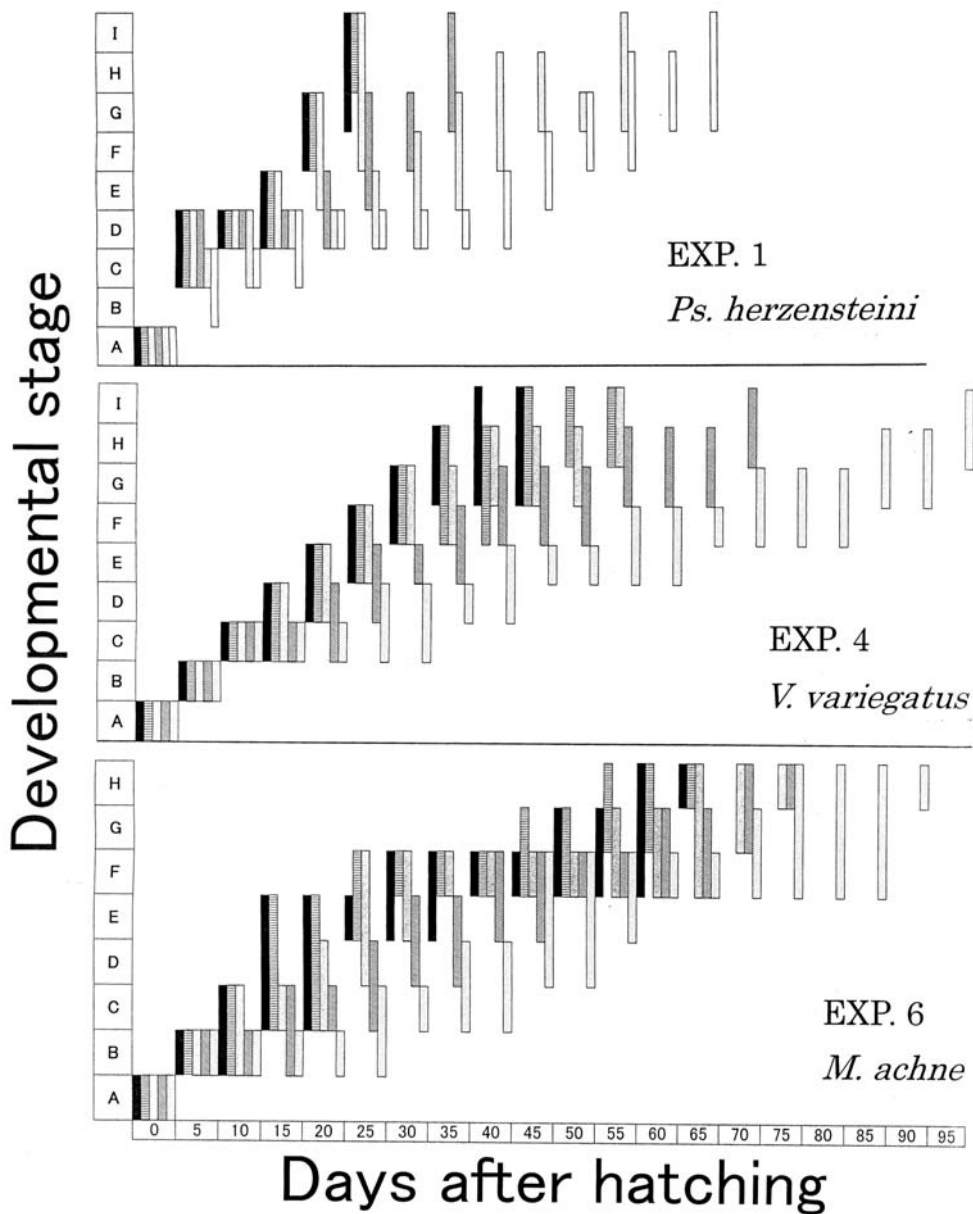 Developmental stage
I
H
G
F
E
D
C
B
A
EXP. 1
Ps. herzensteini
I
H
G
F
E
D
C
B
A
EXP. 4
V. variegatus
H
G
F
E
D
C
B
A
EXP. 6
M. achne
0 5 10 15 20 25 30 35 40 45 50 55 60 65 70 75 80 85 90 95
Days after hatching